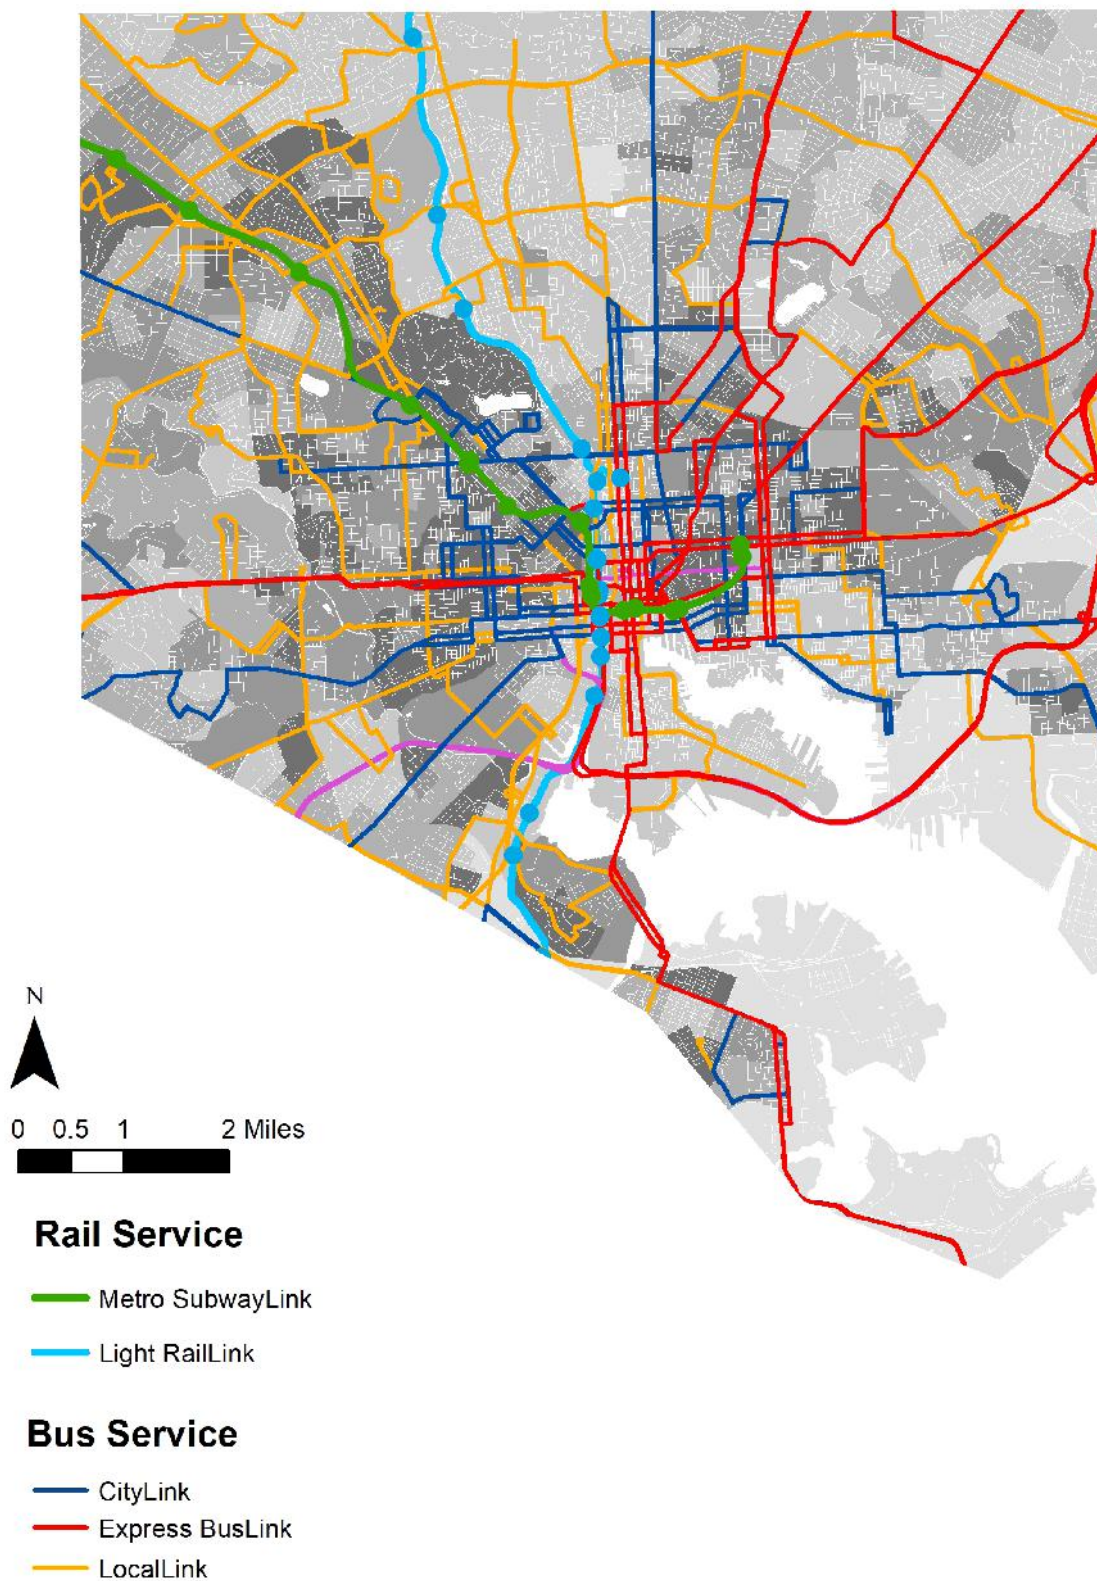 N
0 0.5 1 2 Miles
Rail Service
Metro SubwayLink
Light RailLink
Bus Service
CityLink
Express BusLink
LocalLink